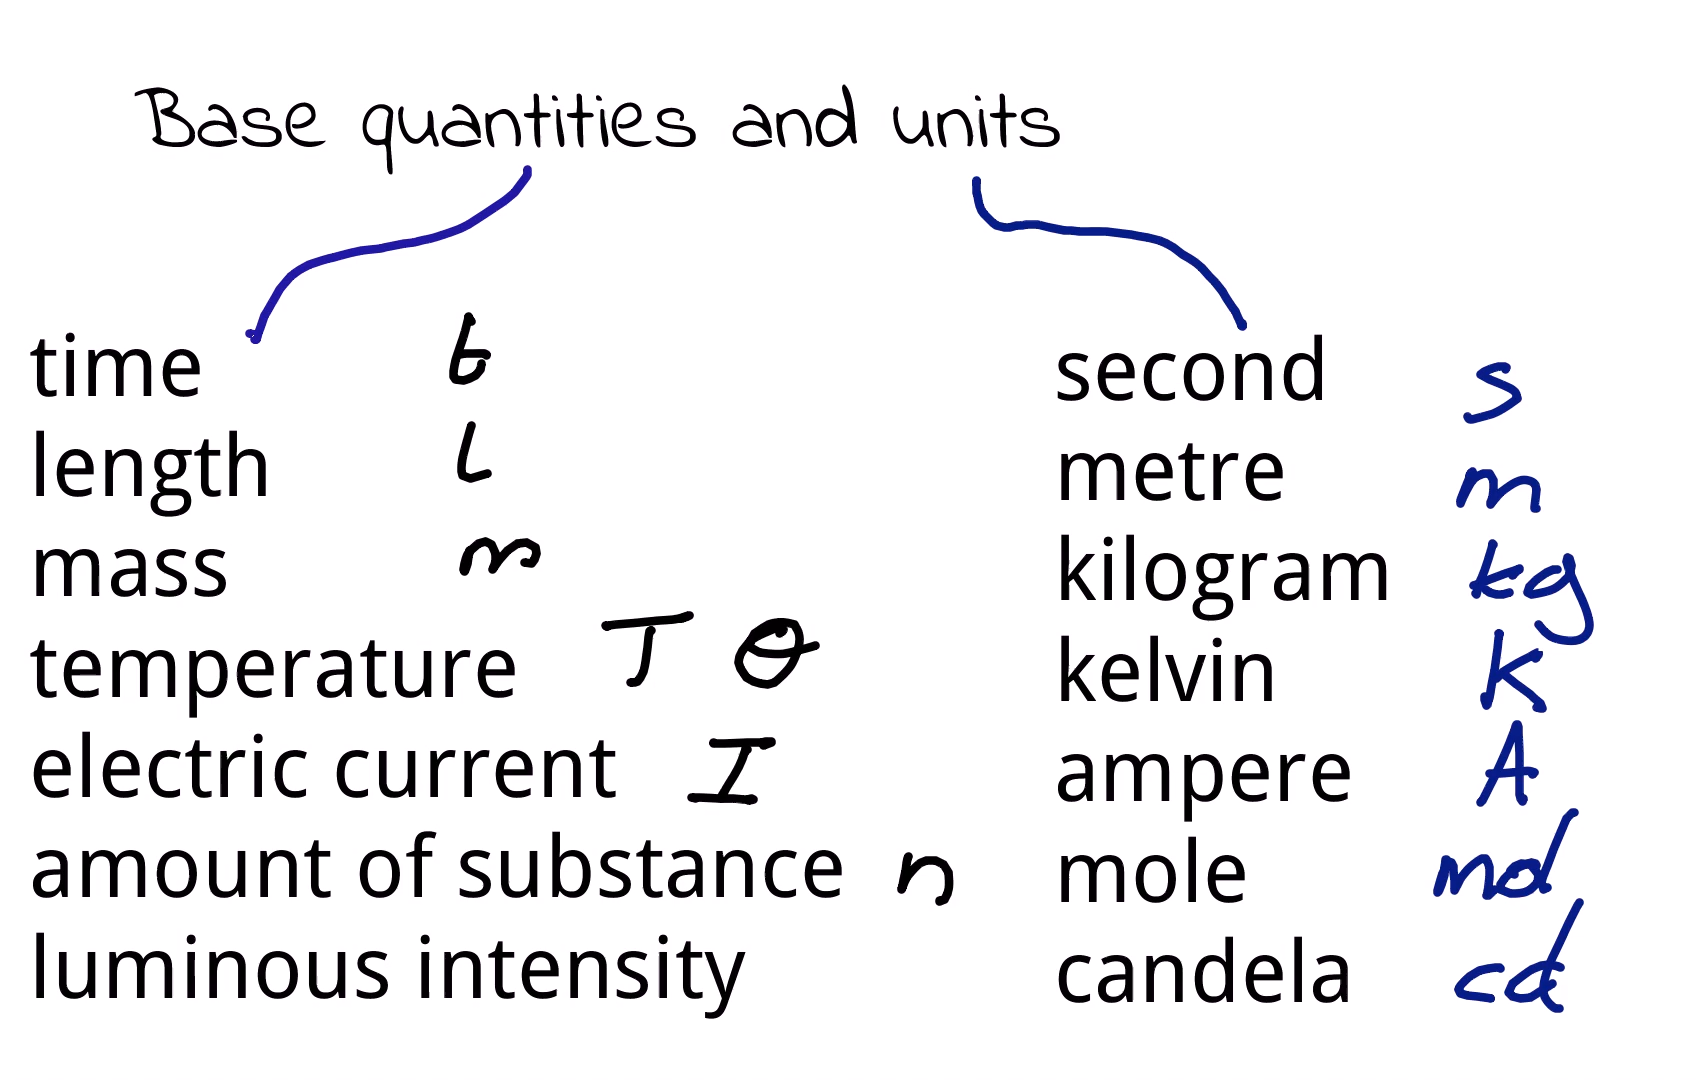 Base quantities and units
time t second s
length L metre m
mass m kilogram kg
temperature T θ kelvin K
electric current I ampere A
amount of substance n mole mol
luminous intensity candela cd